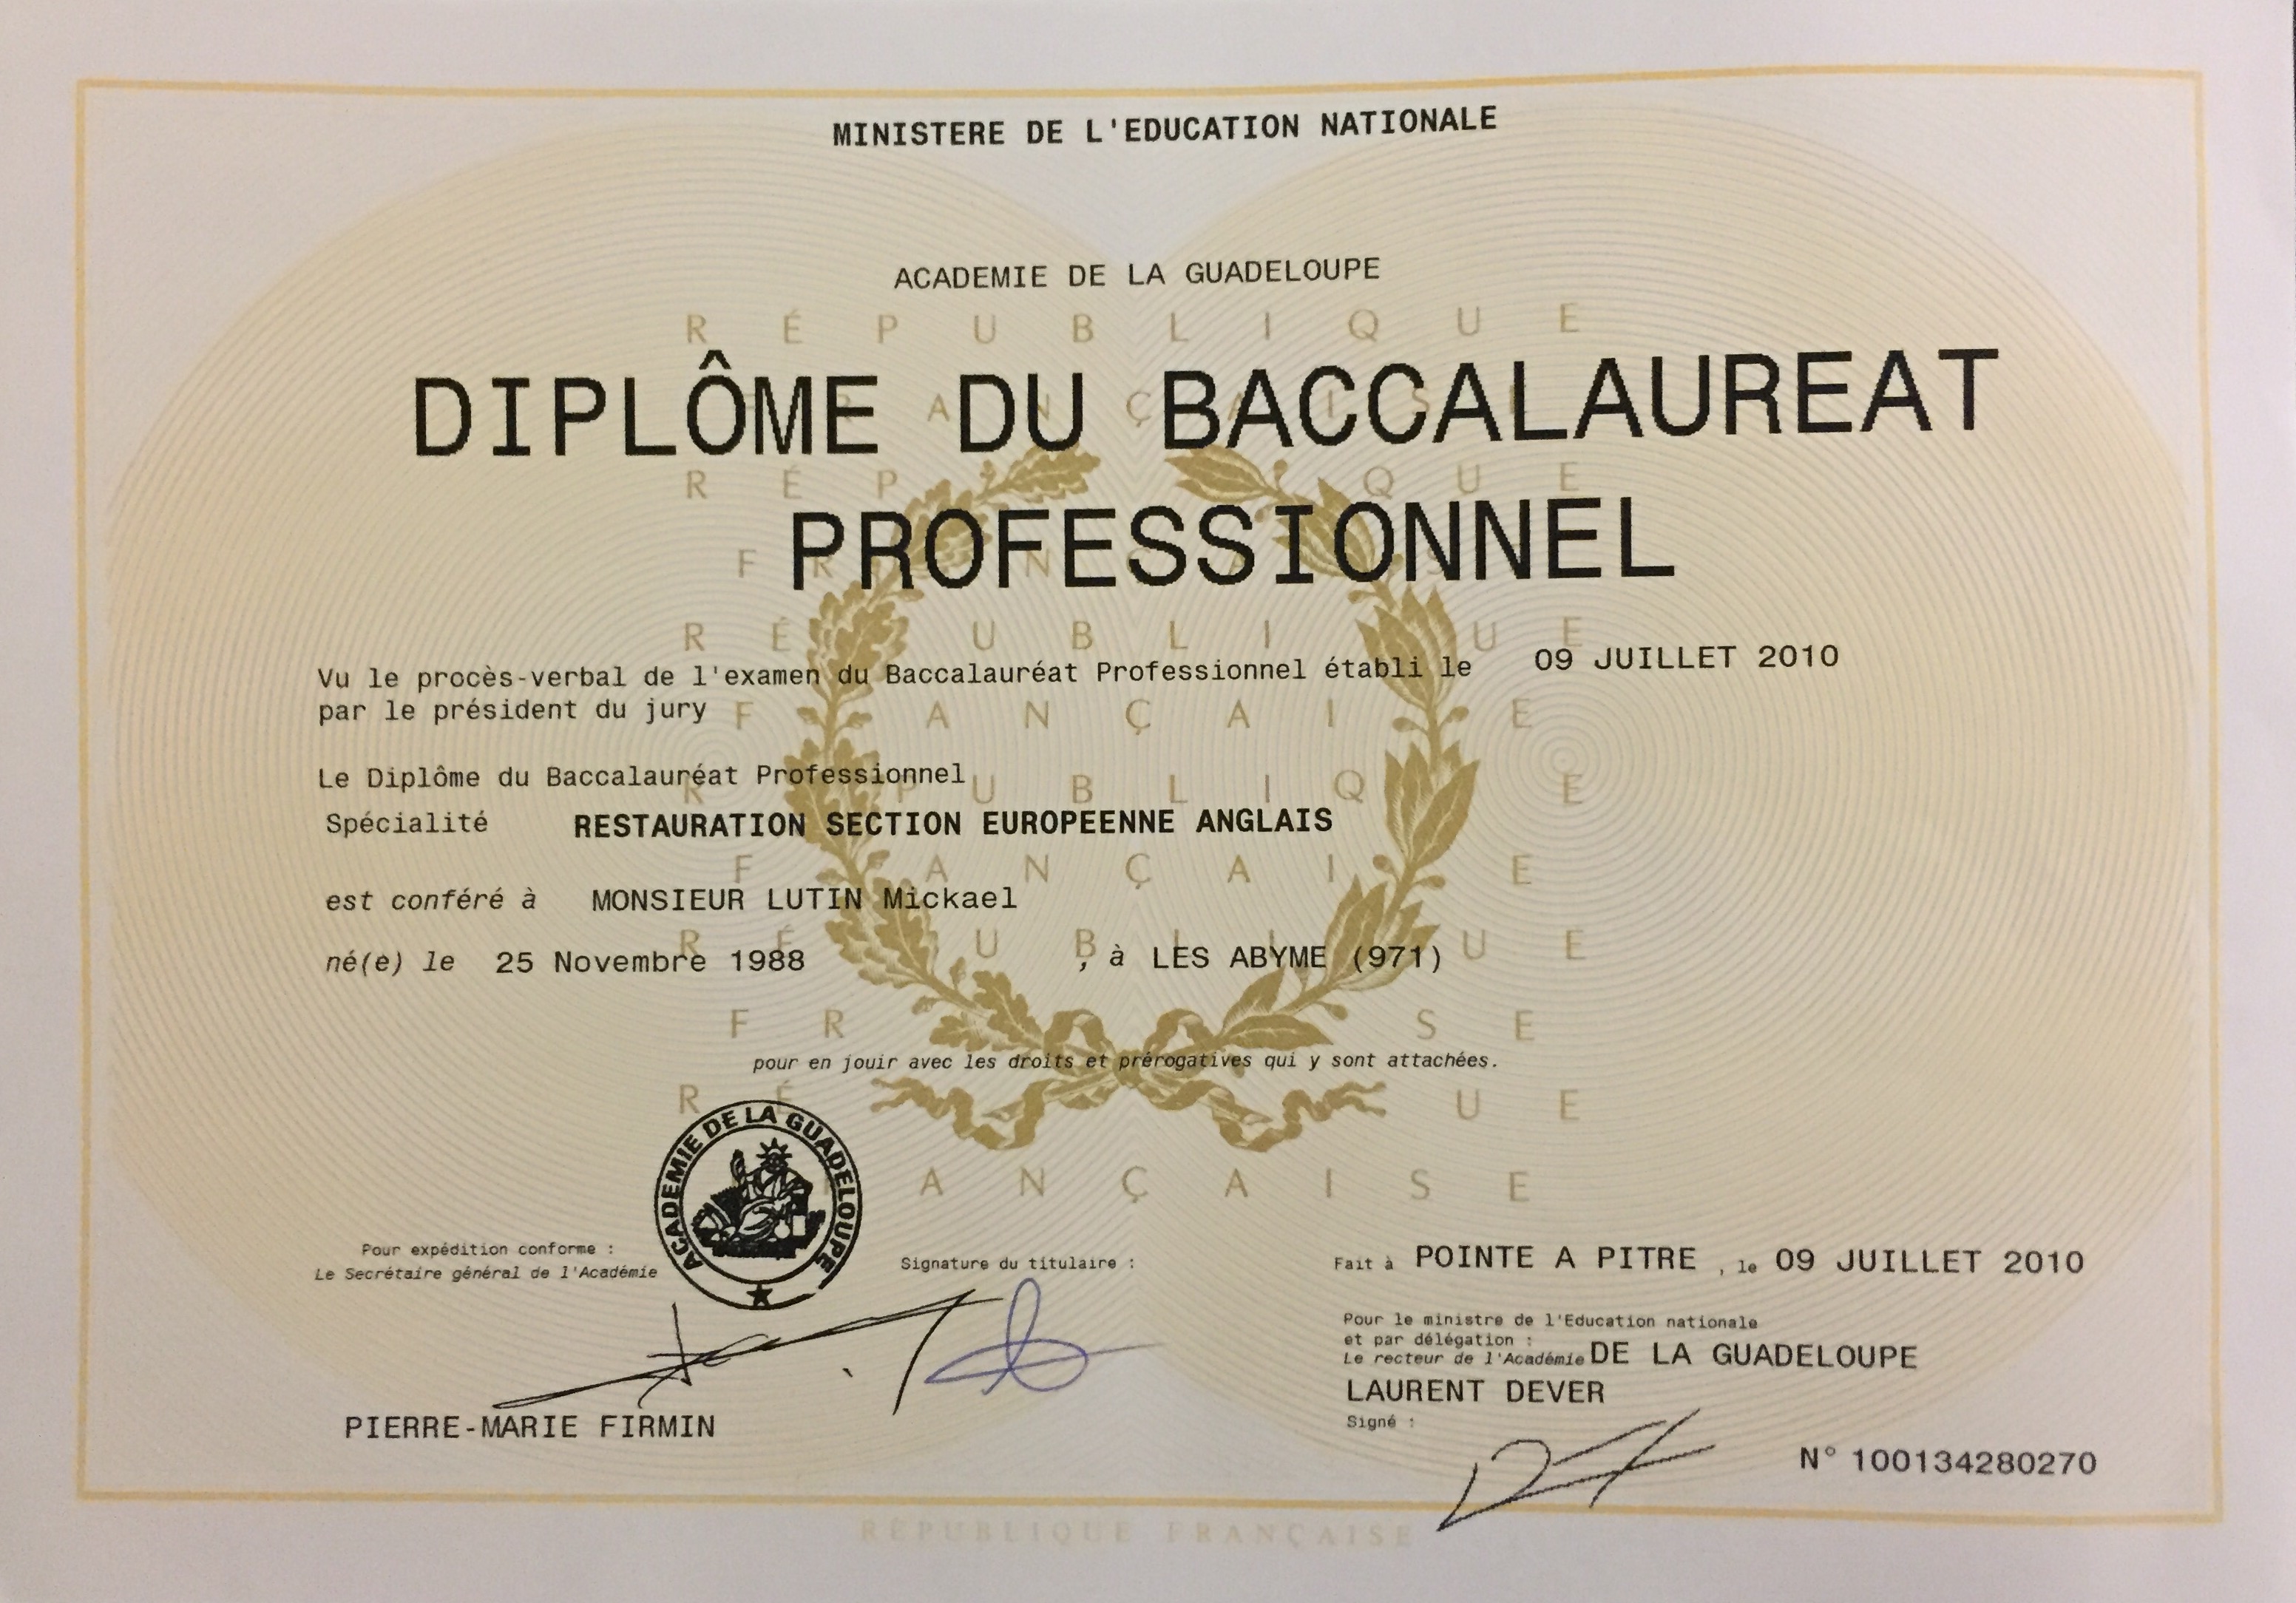 MINISTERE DE L'EDUCATION NATIONALE
ACADEMIE DE LA GUADELOUPE
DIPLÔME DU BACCALAUREAT
PROFESSIONNEL
Vu le procès-verbal de l'examen du Baccalauréat Professionnel établi le 09 JUILLET 2010
par le président du jury
Le Diplôme du Baccalauréat Professionnel
Spécialité RESTAURATION SECTION EUROPEENNE ANGLAIS
est conféré à MONSIEUR LUTIN Mickael
né(e) le 25 Novembre 1988 , à LES ABYME (971)
pour en jouir avec les droits et prérogatives qui y sont attachées.
ACADEMIE DE LA GUADELOUPE
Pour expédition conforme :
Le Secrétaire général de l'Académie
PIERRE-MARIE FIRMIN
Signature du titulaire :
Fait à POINTE A PITRE , le 09 JUILLET 2010
Pour le ministre de l'Education nationale
et par délégation :
Le recteur de l'Académie DE LA GUADELOUPE
LAURENT DEVER
Signé :
N° 100134280270
RÉPUBLIQUE FRANÇAISE